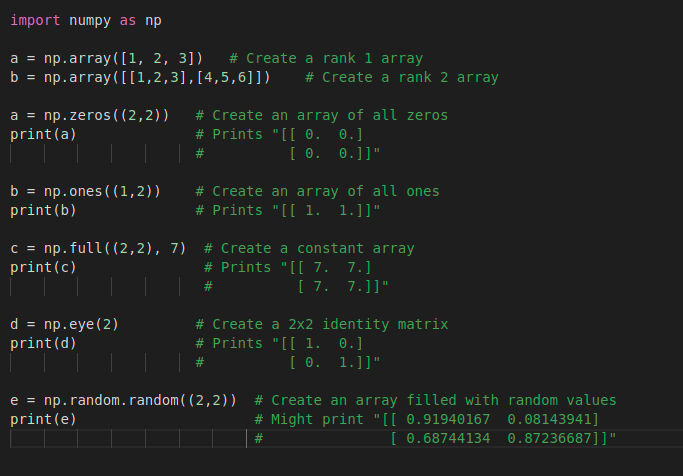 import numpy as np
a = np.array([1, 2, 3])   # Create a rank 1 array
b = np.array([[1,2,3],[4,5,6]])    # Create a rank 2 array
a = np.zeros((2,2))   # Create an array of all zeros
print(a)              # Prints "[[ 0.  0.]
                      #          [ 0.  0.]]"
b = np.ones((1,2))    # Create an array of all ones
print(b)              # Prints "[[ 1.  1.]]"
c = np.full((2,2), 7)  # Create a constant array
print(c)               # Prints "[[ 7.  7.]
                       #          [ 7.  7.]]"
d = np.eye(2)         # Create a 2x2 identity matrix
print(d)              # Prints "[[ 1.  0.]
                      #          [ 0.  1.]]"
e = np.random.random((2,2))  # Create an array filled with random values
print(e)                     # Might print "[[ 0.91940167  0.08143941]
                             #               [ 0.68744134  0.87236687]]"